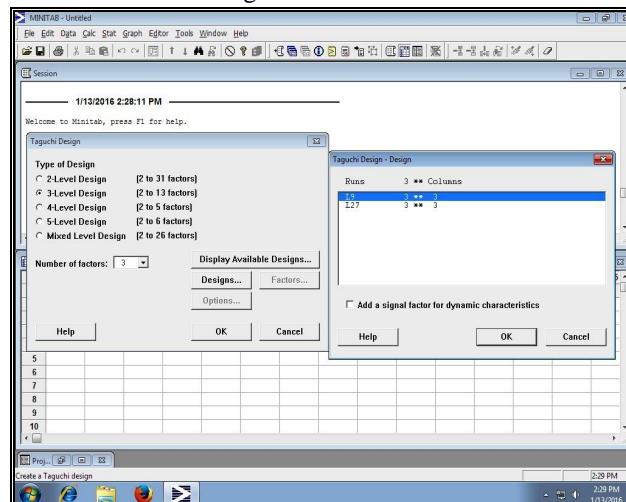 MINITAB - Untitled
File Edit Data Calc Stat Graph Editor Tools Window Help
Session
1/13/2016 2:28:11 PM
Welcome to Minitab, press F1 for help.
Taguchi Design
Type of Design
2-Level Design (2 to 31 factors)
3-Level Design (2 to 13 factors)
4-Level Design (2 to 5 factors)
5-Level Design (2 to 6 factors)
Mixed Level Design (2 to 26 factors)
Number of factors: 3
Display Available Designs...
Designs... Factors...
Options...
Help OK Cancel
Taguchi Design - Design
Runs 3 ** Columns
L9 3 ** 3
L27 3 ** 3
Add a signal factor for dynamic characteristics
Help OK Cancel
5
6
7
8
9
10
Proj...
Create a Taguchi design 2:29 PM
2:29 PM
1/13/2016